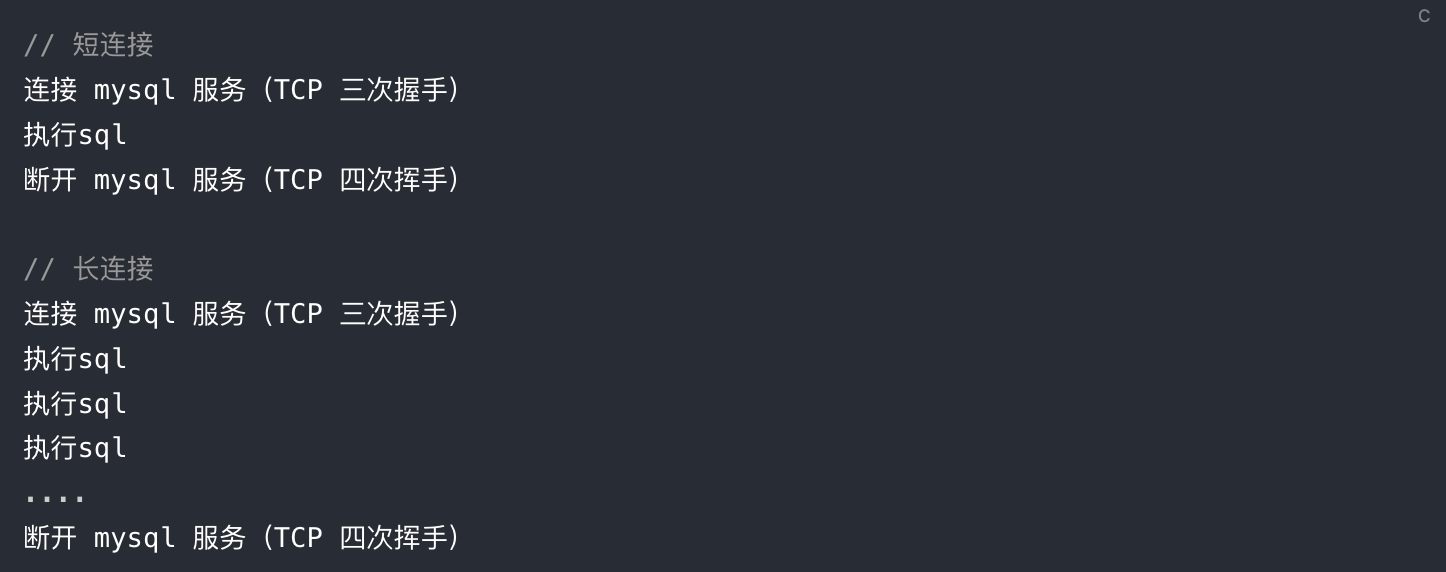 c
// 短连接
连接 mysql 服务（TCP 三次握手）
执行sql
断开 mysql 服务（TCP 四次挥手）
// 长连接
连接 mysql 服务（TCP 三次握手）
执行sql
执行sql
执行sql
....
断开 mysql 服务（TCP 四次挥手）